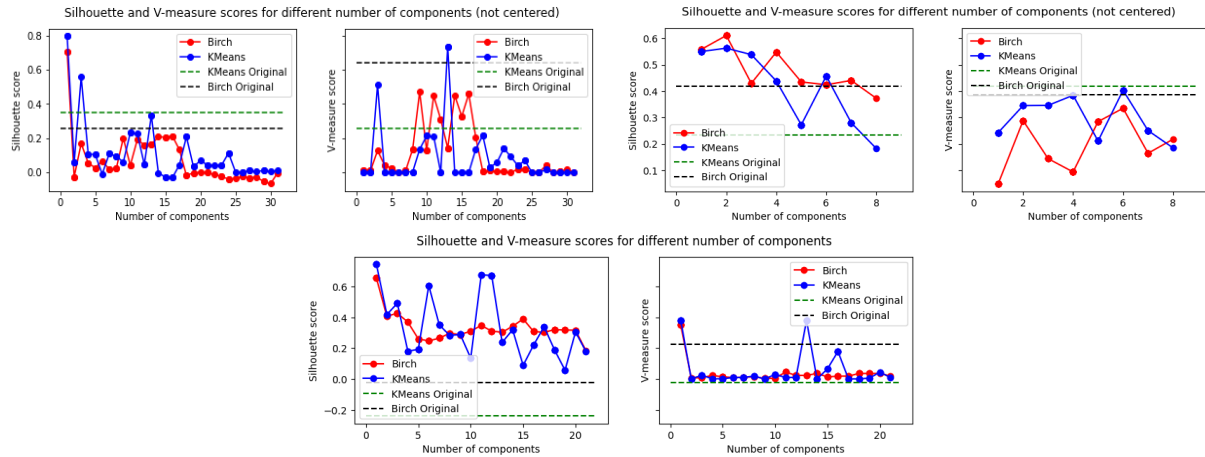 Silhouette and V-measure scores for different number of components (not centered)
0.8
0.6
0.4
0.2
0.0
Silhouette score
Birch
KMeans
KMeans Original
Birch Original
0 5 10 15 20 25 30
Number of components
V-measure score
Birch
KMeans
KMeans Original
Birch Original
0 5 10 15 20 25 30
Number of components
Silhouette and V-measure scores for different number of components (not centered)
0.6
0.5
0.4
0.3
0.2
0.1
Silhouette score
Birch
KMeans
KMeans Original
Birch Original
0 2 4 6 8
Number of components
V-measure score
Birch
KMeans
KMeans Original
Birch Original
0 2 4 6 8
Number of components
Silhouette and V-measure scores for different number of components
0.6
0.4
0.2
0.0
−0.2
Silhouette score
Birch
KMeans
KMeans Original
Birch Original
0 5 10 15 20
Number of components
V-measure score
Birch
KMeans
KMeans Original
Birch Original
0 5 10 15 20
Number of components